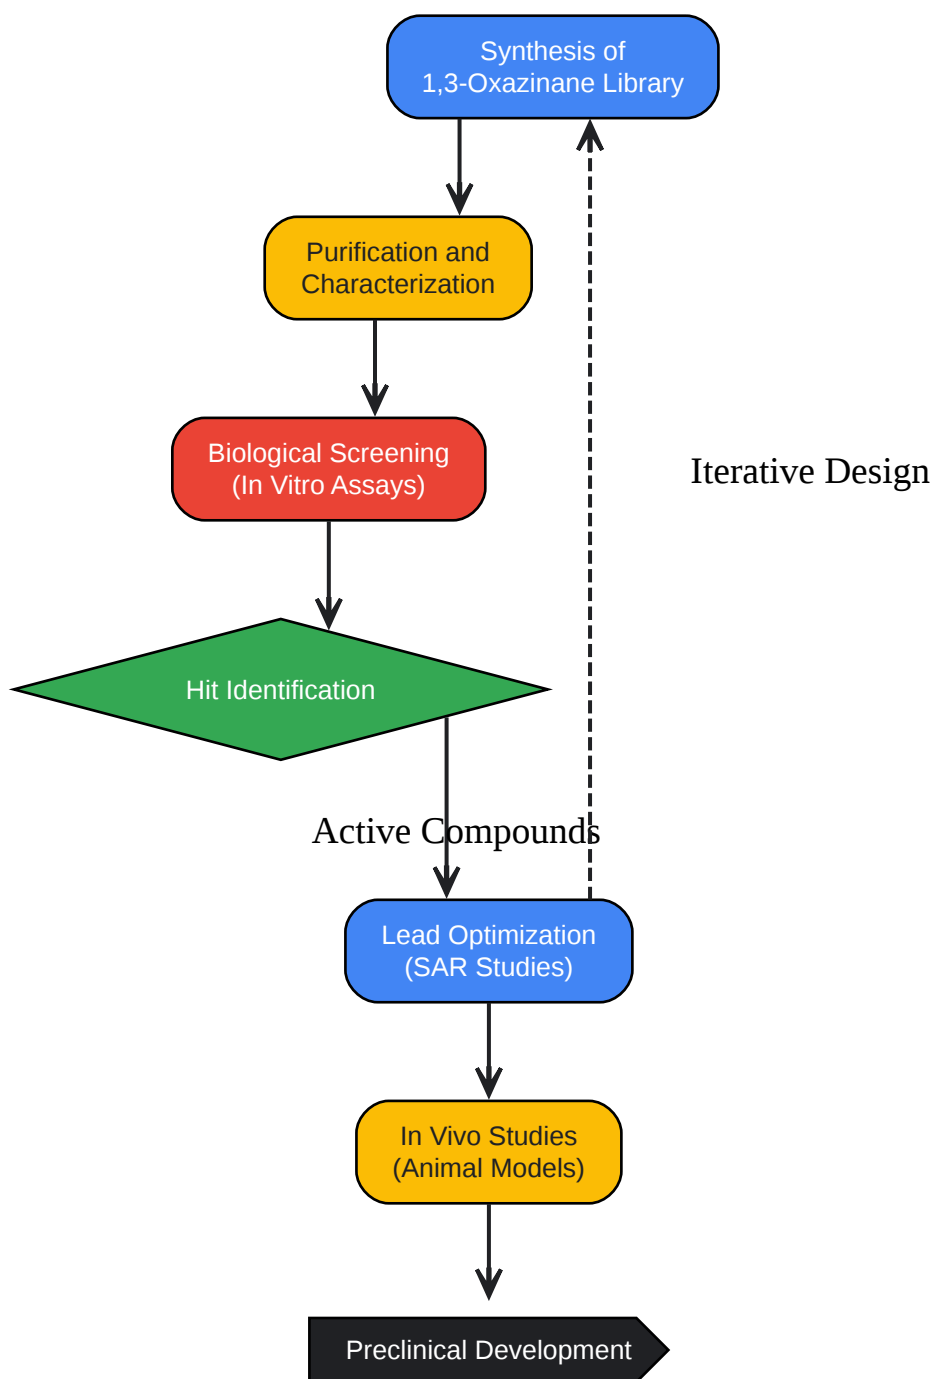 Synthesis of
1,3-Oxazinane Library
Purification and
Characterization
Biological Screening
(In Vitro Assays)
Iterative Design
Hit Identification
Active Compounds
Lead Optimization
(SAR Studies)
In Vivo Studies
(Animal Models)
Preclinical Development